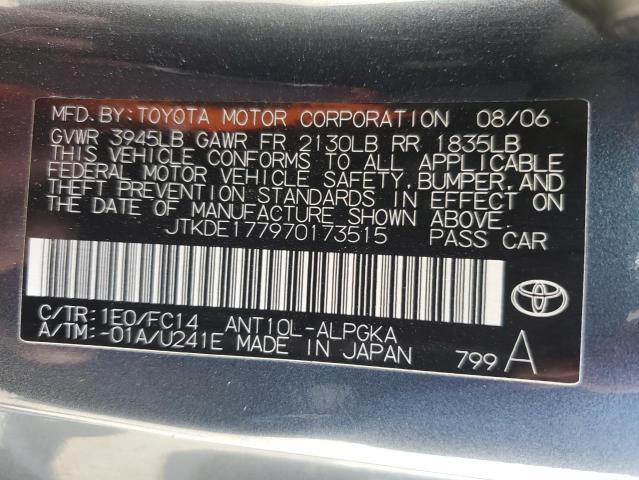 MFD.BY:TOYOTA MOTOR CORPORATION 08/06
GVWR 3945LB GAWR FR 2130LB RR 1835LB
THIS VEHICLE CONFORMS TO ALL APPLICABLE
FEDERAL MOTOR VEHICLE SAFETY,BUMPER,AND
THEFT PREVENTION STANDARDS IN EFFECT ON
THE DATE OF MANUFACTURE SHOWN ABOVE.
JTKDE177970173515 PASS CAR
C/TR:1E0/FC14 ANT10L-ALPGKA
A/TM:-01A/U241E MADE IN JAPAN 799 A
TOYOTA